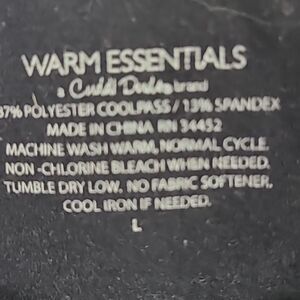 WARM ESSENTIALS
a Cuddl Duds brand
87% POLYESTER COOLPASS / 13% SPANDEX
MADE IN CHINA RN 34452
MACHINE WASH WARM, NORMAL CYCLE.
NON-CHLORINE BLEACH WHEN NEEDED.
TUMBLE DRY LOW. NO FABRIC SOFTENER.
COOL IRON IF NEEDED.
L